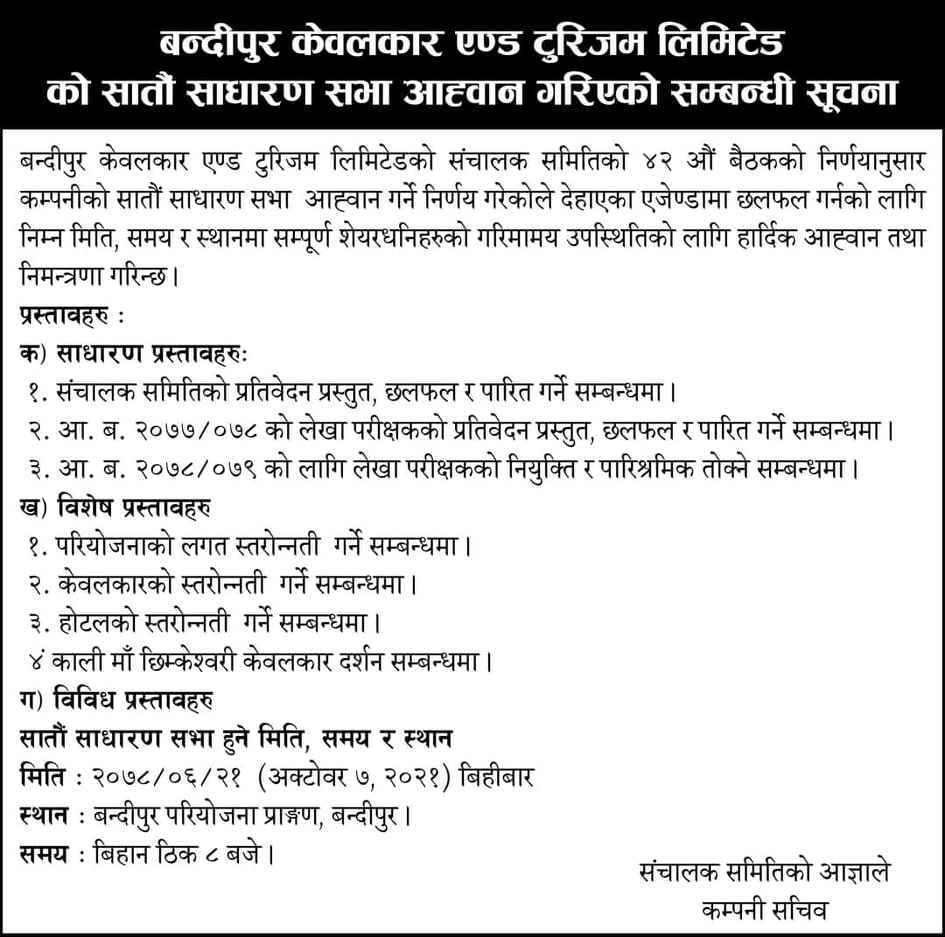 बन्दीपुर केवलकार एण्ड टुरिजम लिमिटेड
को सातौं साधारण सभा आह्वान गरिएको सम्बन्धी सूचना
बन्दीपुर केवलकार एण्ड टुरिजम लिमिटेडको संचालक समितिको ४२ औं बैठकको निर्णयानुसार
कम्पनीको सातौं साधारण सभा आह्वान गर्ने निर्णय गरेकोले देहाएका एजेण्डामा छलफल गर्नको लागि
निम्न मिति, समय र स्थानमा सम्पूर्ण शेयरधनिहरुको गरिमामय उपस्थितिको लागि हार्दिक आह्वान तथा
निमन्त्रणा गरिन्छ।
प्रस्तावहरु :
क) साधारण प्रस्तावहरुः
१. संचालक समितिको प्रतिवेदन प्रस्तुत, छलफल र पारित गर्ने सम्बन्धमा।
२. आ. ब. २०७७/०७८ को लेखा परीक्षकको प्रतिवेदन प्रस्तुत, छलफल र पारित गर्ने सम्बन्धमा।
३. आ. ब. २०७८/०७९ को लागि लेखा परीक्षकको नियुक्ति र पारिश्रमिक तोक्ने सम्बन्धमा।
ख) विशेष प्रस्तावहरु
१. परियोजनाको लगत स्तरोन्नती गर्ने सम्बन्धमा।
२. केवलकारको स्तरोन्नती गर्ने सम्बन्धमा।
३. होटलको स्तरोन्नती गर्ने सम्बन्धमा।
४ं काली माँ छिम्केश्वरी केवलकार दर्शन सम्बन्धमा।
ग) विविध प्रस्तावहरु
सातौं साधारण सभा हुने मिति, समय र स्थान
मिति : २०७८/०६/२१ (अक्टोवर ७, २०२१) बिहीबार
स्थान : बन्दीपुर परियोजना प्राङ्गण, बन्दीपुर।
समय : बिहान ठिक ८ बजे।
संचालक समितिको आज्ञाले
कम्पनी सचिव